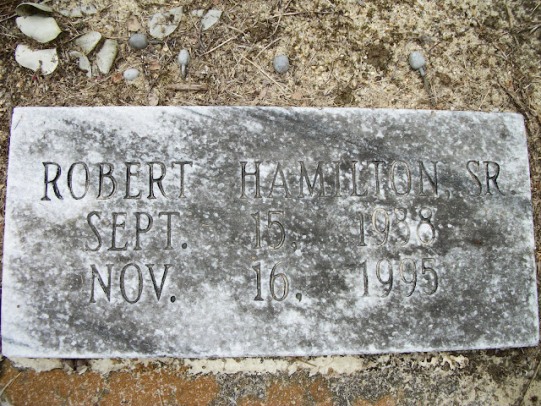 ROBERT HAMILTON, SR
SEPT. 15, 1938
NOV. 16, 1995